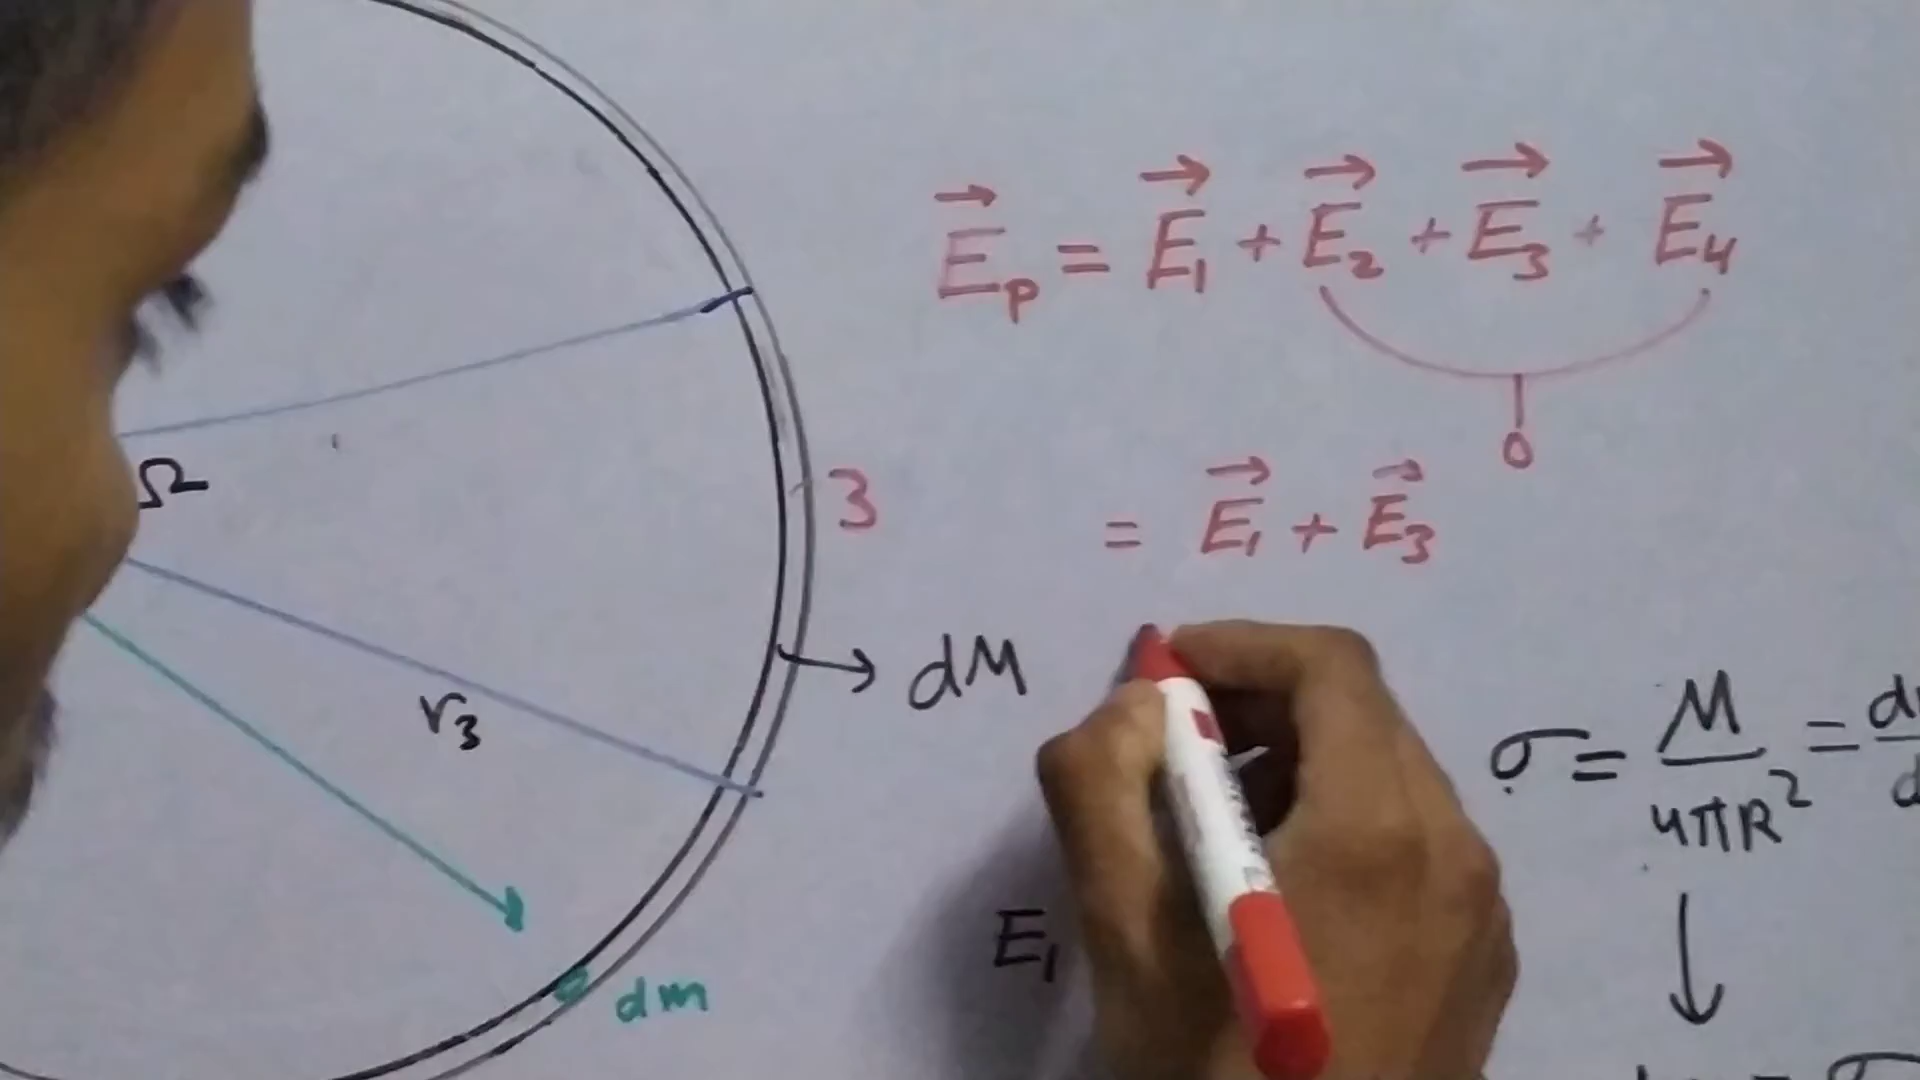 E⃗p = E⃗1 + E⃗2 + E⃗3 + E⃗4
0
= E⃗1 + E⃗3
Ω
3
r3
dM
σ = M/4πR² =
E1
dm